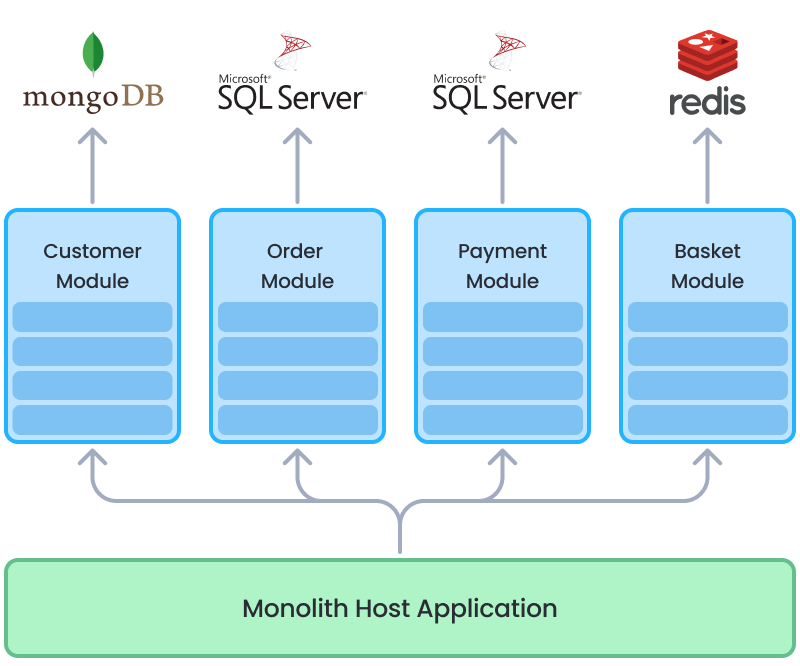 mongoDB
Microsoft®
SQL Server
Microsoft®
SQL Server
redis
Customer
Module
Order
Module
Payment
Module
Basket
Module
Monolith Host Application